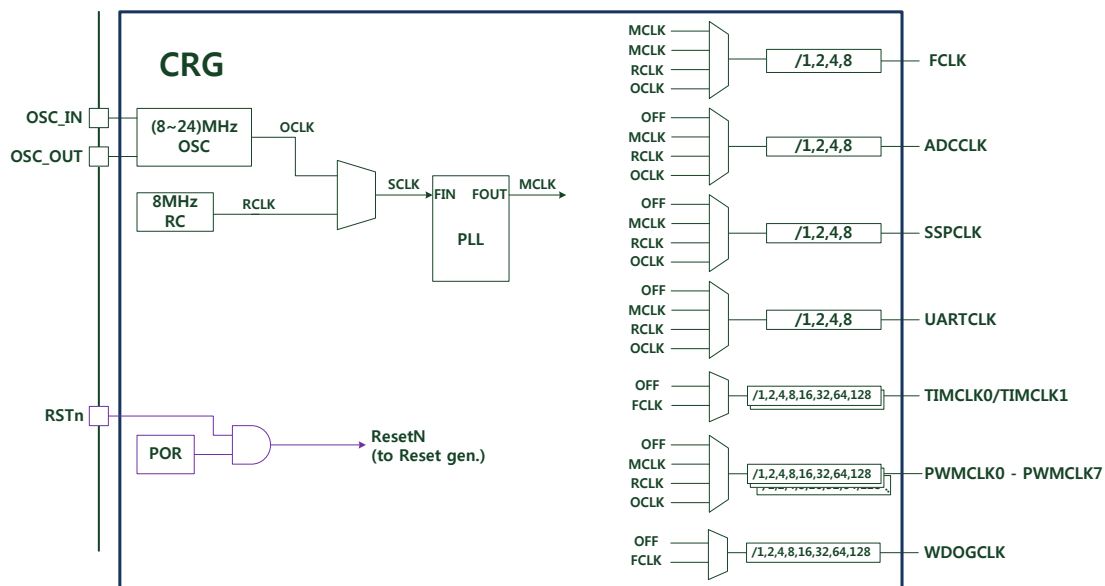 CRG
OSC_IN
OSC_OUT
(8~24)MHz
OSC
OCLK
8MHz
RC
RCLK
SCLK
MCLK
FIN FOUT
PLL
RSTn
POR
ResetN
(to Reset gen.)
MCLK
MCLK
RCLK
OCLK
/1,2,4,8
FCLK
OFF
MCLK
RCLK
OCLK
/1,2,4,8
ADCCLK
OFF
MCLK
RCLK
OCLK
/1,2,4,8
SSPCLK
OFF
MCLK
RCLK
OCLK
/1,2,4,8
UARTCLK
OFF
FCLK
/1,2,4,8,16,32,64,128
TIMCLK0/TIMCLK1
OFF
MCLK
RCLK
OCLK
/1,2,4,8,16,32,64,128
PWMCLK0 - PWMCLK7
OFF
FCLK
/1,2,4,8,16,32,64,128
WDOGCLK